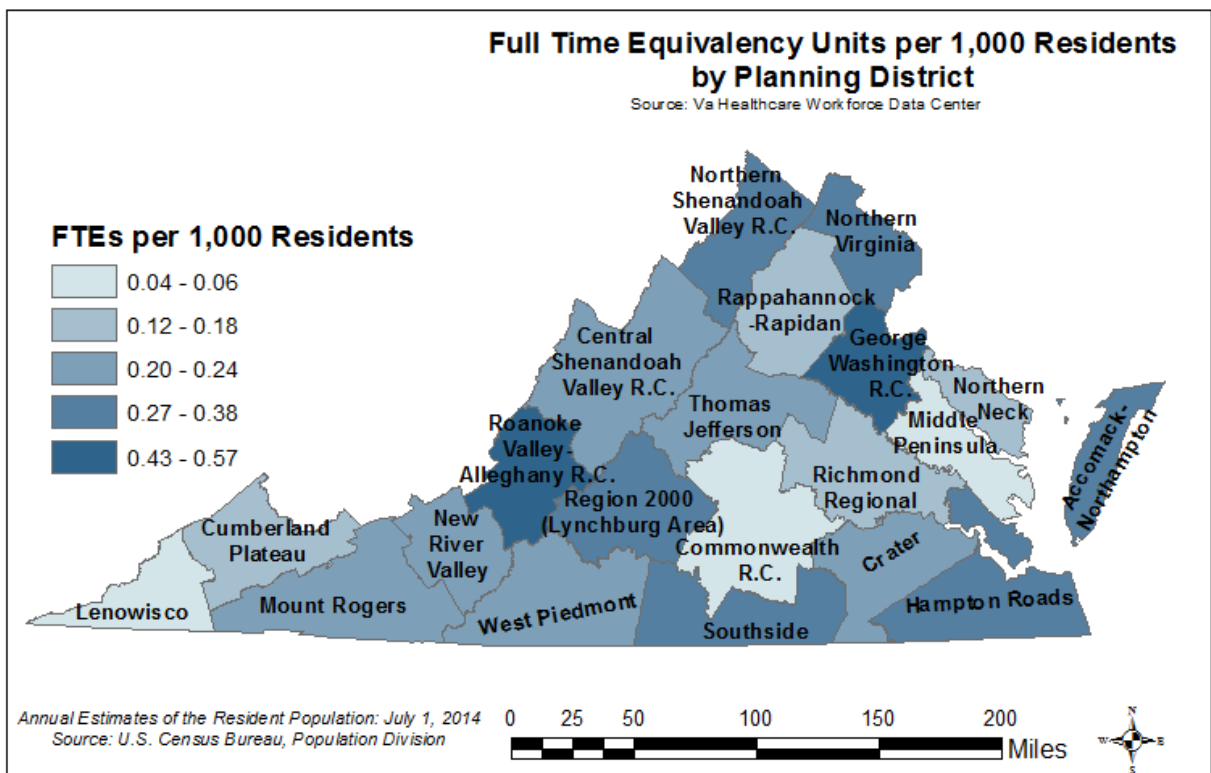 Full Time Equivalency Units per 1,000 Residents
by Planning District
Source: Va Healthcare Workforce Data Center
FTEs per 1,000 Residents
0.04 - 0.06
0.12 - 0.18
0.20 - 0.24
0.27 - 0.38
0.43 - 0.57
Northern
Shenandoah
Valley R.C.
Northern
Virginia
Rappahannock
-Rapidan
Central
Shenandoah
Valley R.C.
George
Washington
R.C.
Northern
Neck
Middle
Peninsula
Accomack-
Northampton
Thomas
Jefferson
Roanoke
Valley-
Alleghany R.C.
Richmond
Regional
Region 2000
(Lynchburg Area)
Commonwealth
R.C.
Crater
Cumberland
Plateau
New
River
Valley
Lenowisco
Mount Rogers
West Piedmont
Southside
Hampton Roads
Annual Estimates of the Resident Population: July 1, 2014
Source: U.S. Census Bureau, Population Division
0 25 50 100 150 200
Miles
N
W E
S